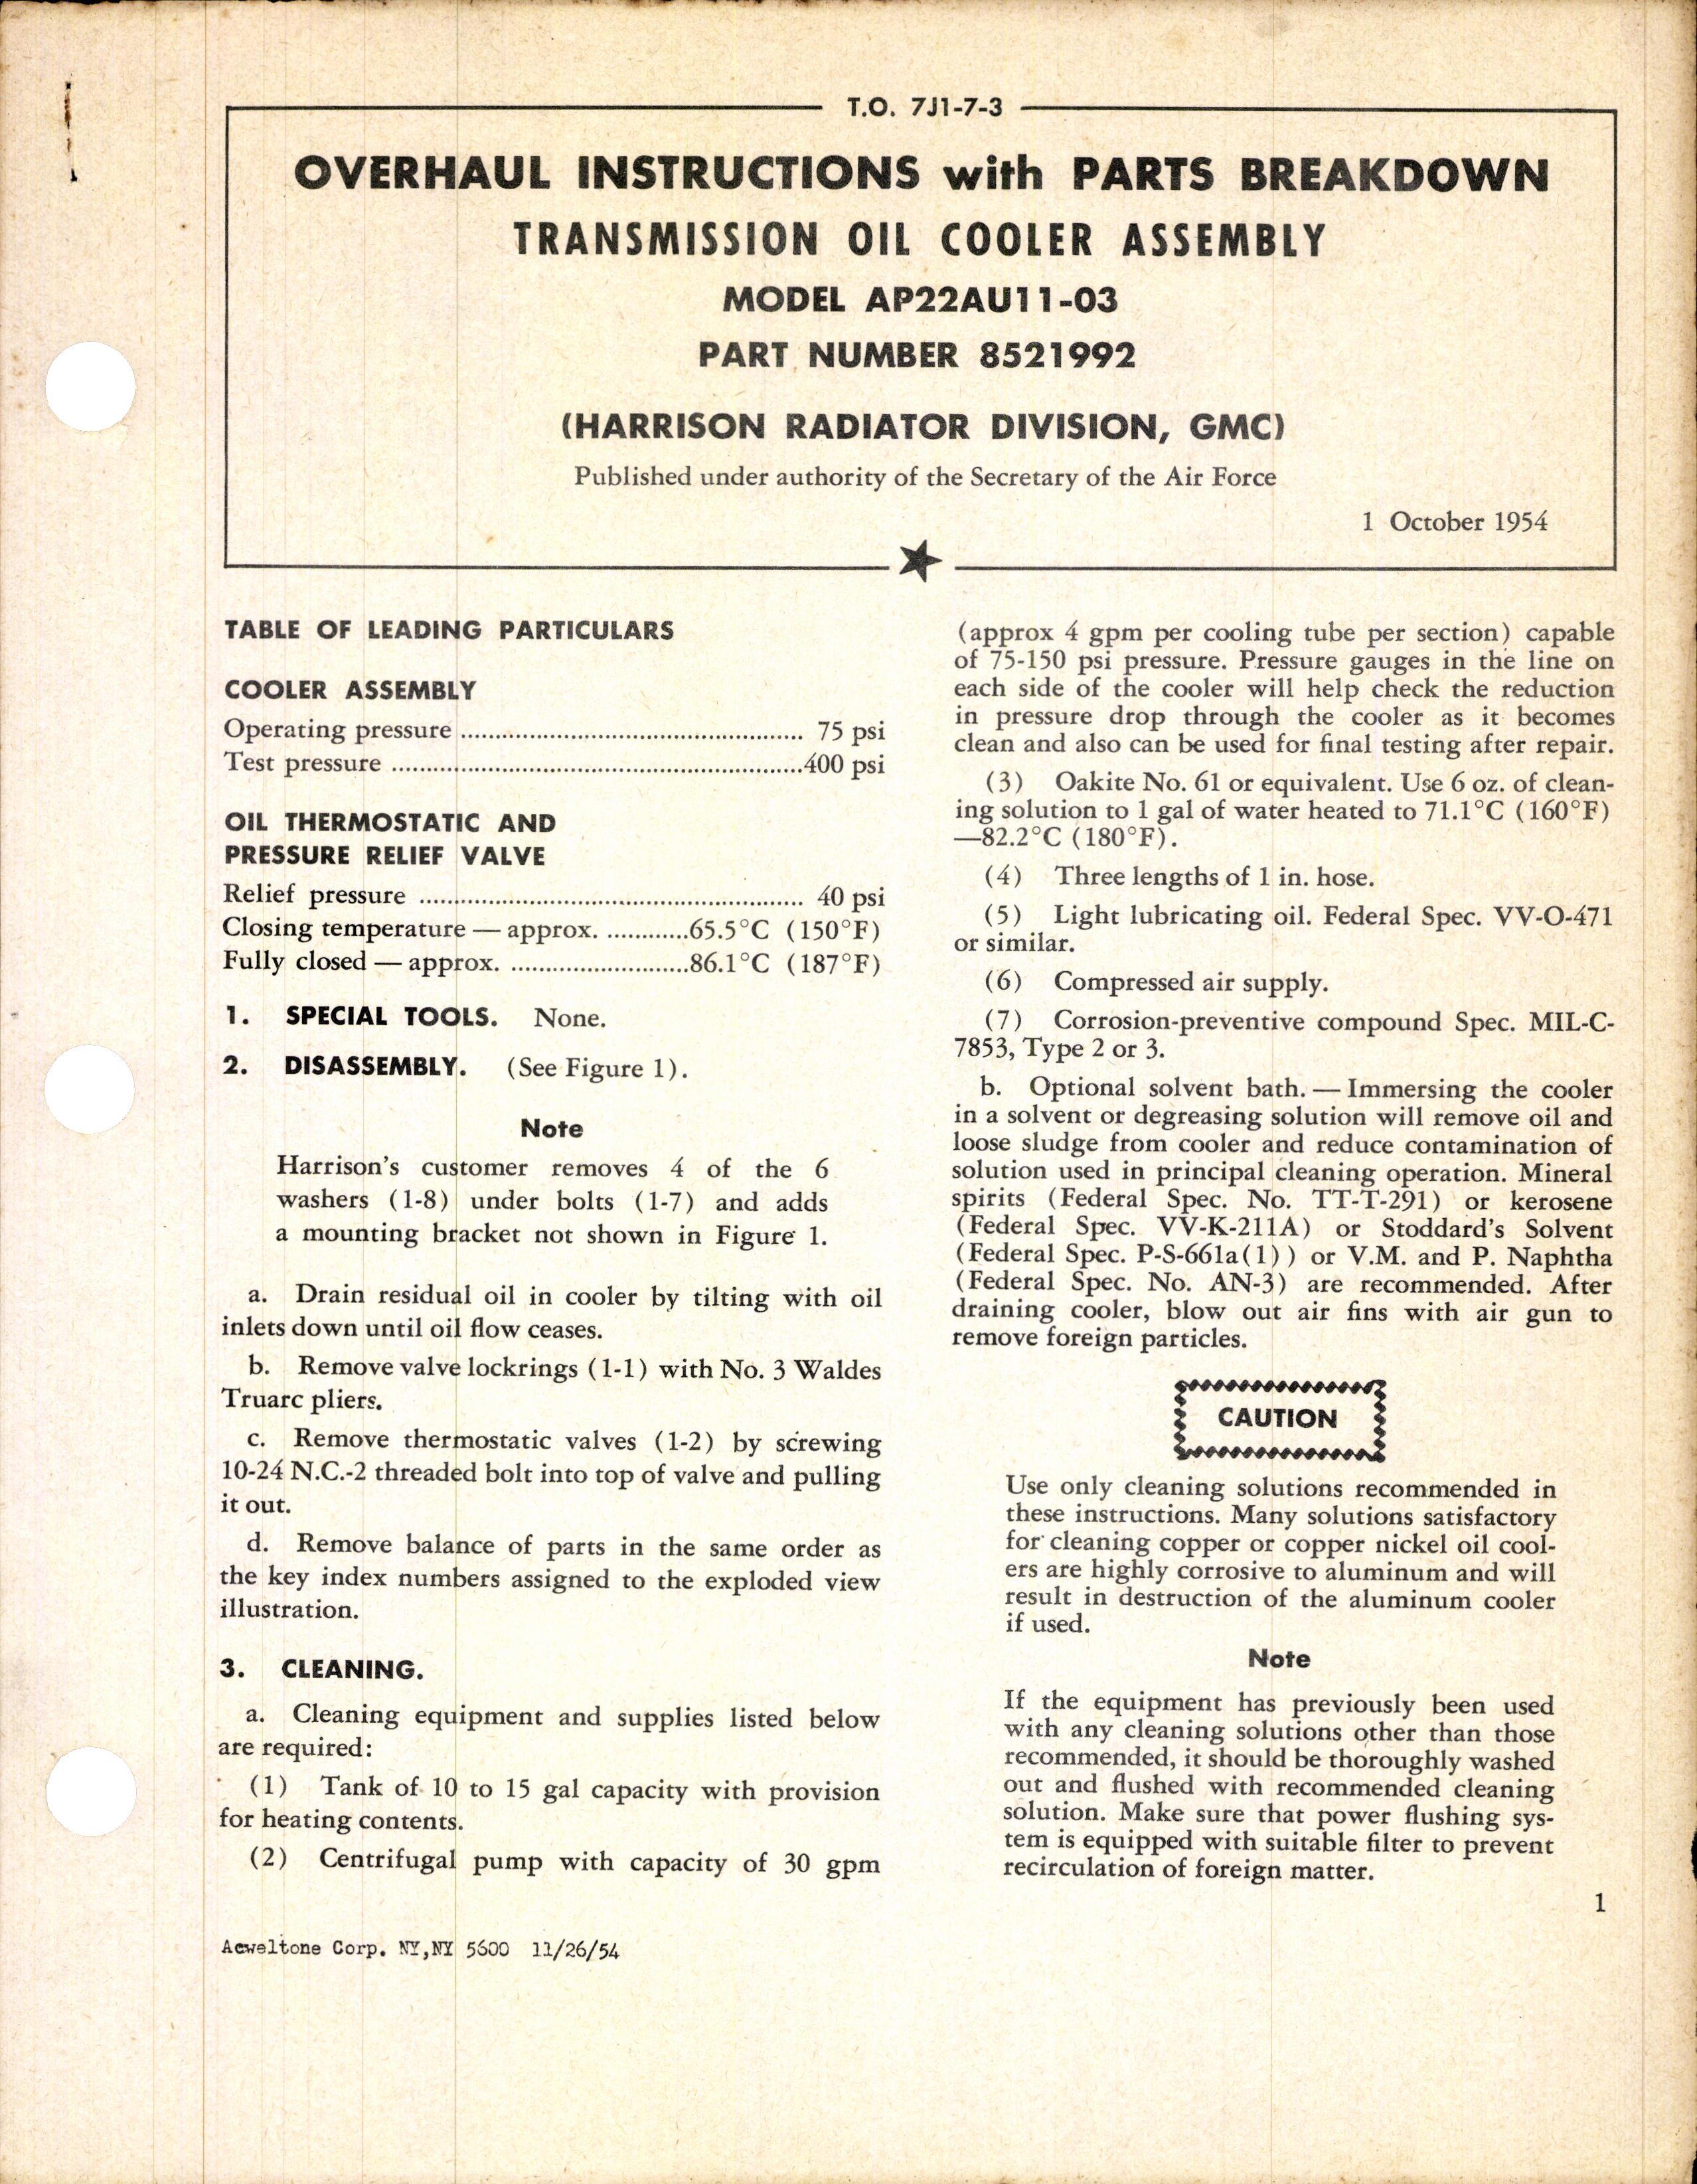 T.O. 7J1-7-3
OVERHAUL INSTRUCTIONS with PARTS BREAKDOWN
TRANSMISSION OIL COOLER ASSEMBLY
MODEL AP22AU11-03
PART NUMBER 8521992
(HARRISON RADIATOR DIVISION, GMC)
Published under authority of the Secretary of the Air Force
1 October 1954
TABLE OF LEADING PARTICULARS
COOLER ASSEMBLY
Operating pressure ........ 75 psi
Test pressure ........ 400 psi
OIL THERMOSTATIC AND
PRESSURE RELIEF VALVE
Relief pressure ........ 40 psi
Closing temperature — approx. ........ 65.5°C (150°F)
Fully closed — approx. ........ 86.1°C (187°F)
1. SPECIAL TOOLS. None.
2. DISASSEMBLY. (See Figure 1).
Note
Harrison's customer removes 4 of the 6
washers (1-8) under bolts (1-7) and adds
a mounting bracket not shown in Figure 1.
a. Drain residual oil in cooler by tilting with oil
inlets down until oil flow ceases.
b. Remove valve lockrings (1-1) with No. 3 Waldes
Truarc pliers.
c. Remove thermostatic valves (1-2) by screwing
10-24 N.C.-2 threaded bolt into top of valve and pulling
it out.
d. Remove balance of parts in the same order as
the key index numbers assigned to the exploded view
illustration.
3. CLEANING.
a. Cleaning equipment and supplies listed below
are required:
(1) Tank of 10 to 15 gal capacity with provision
for heating contents.
(2) Centrifugal pump with capacity of 30 gpm
(approx 4 gpm per cooling tube per section) capable
of 75-150 psi pressure. Pressure gauges in the line on
each side of the cooler will help check the reduction
in pressure drop through the cooler as it becomes
clean and also can be used for final testing after repair.
(3) Oakite No. 61 or equivalent. Use 6 oz. of clean-
ing solution to 1 gal of water heated to 71.1°C (160°F)
—82.2°C (180°F).
(4) Three lengths of 1 in. hose.
(5) Light lubricating oil. Federal Spec. VV-O-471
or similar.
(6) Compressed air supply.
(7) Corrosion-preventive compound Spec. MIL-C-
7853, Type 2 or 3.
b. Optional solvent bath. — Immersing the cooler
in a solvent or degreasing solution will remove oil and
loose sludge from cooler and reduce contamination of
solution used in principal cleaning operation. Mineral
spirits (Federal Spec. No. TT-T-291) or kerosene
(Federal Spec. VV-K-211A) or Stoddard's Solvent
(Federal Spec. P-S-661a(1)) or V.M. and P. Naphtha
(Federal Spec. No. AN-3) are recommended. After
draining cooler, blow out air fins with air gun to
remove foreign particles.
CAUTION
Use only cleaning solutions recommended in
these instructions. Many solutions satisfactory
for cleaning copper or copper nickel oil cool-
ers are highly corrosive to aluminum and will
result in destruction of the aluminum cooler
if used.
Note
If the equipment has previously been used
with any cleaning solutions other than those
recommended, it should be thoroughly washed
out and flushed with recommended cleaning
solution. Make sure that power flushing sys-
tem is equipped with suitable filter to prevent
recirculation of foreign matter.
1
Acweltone Corp. NY,NY 5600 11/26/54